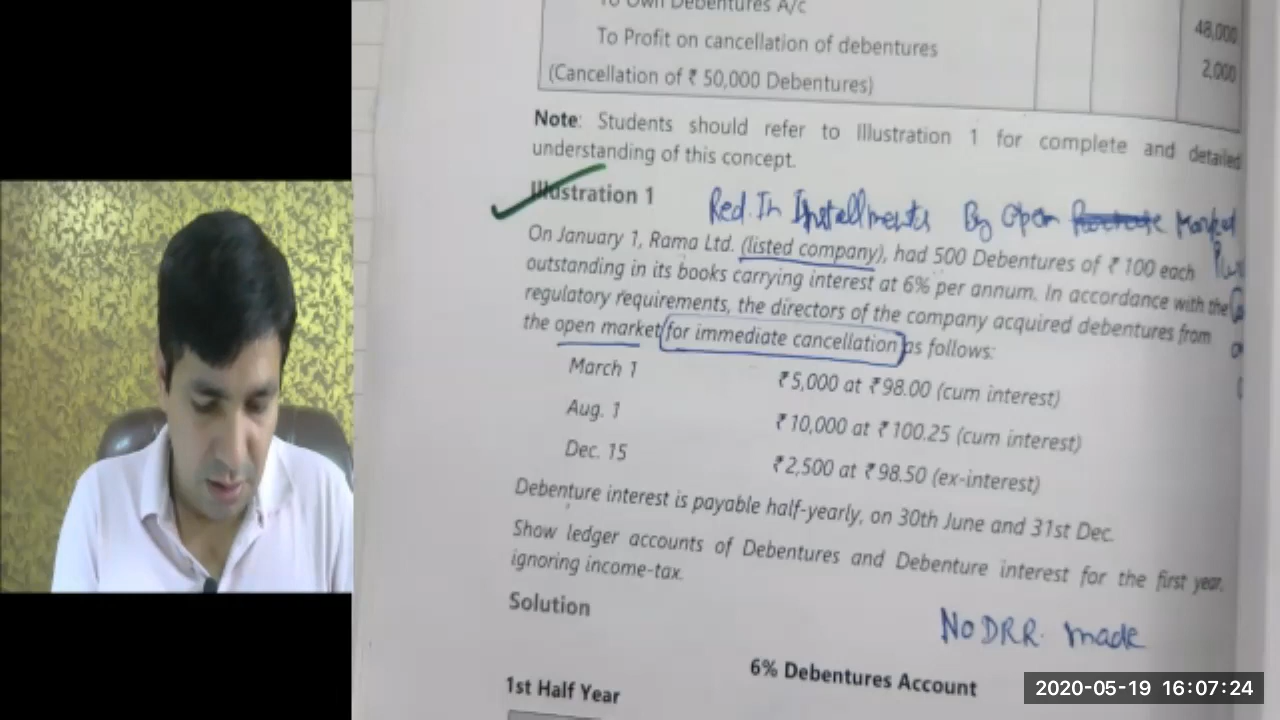 To Own Debentures A/c
48,000
To Profit on cancellation of debentures
2,000
(Cancellation of ₹ 50,000 Debentures)
Note: Students should refer to Illustration 1 for complete and detailed
understanding of this concept.
Illustration 1 Red. In Installments By Open Market
On January 1, Rama Ltd. (listed company), had 500 Debentures of ₹ 100 each
outstanding in its books carrying interest at 6% per annum. In accordance with the
regulatory requirements, the directors of the company acquired debentures from
the open market for immediate cancellation as follows:
March 1 ₹ 5,000 at ₹ 98.00 (cum interest)
Aug. 1 ₹ 10,000 at ₹ 100.25 (cum interest)
Dec. 15 ₹ 2,500 at ₹ 98.50 (ex-interest)
Debenture interest is payable half-yearly, on 30th June and 31st Dec.
Show ledger accounts of Debentures and Debenture interest for the first year,
ignoring income-tax.
Solution
No DRR. made
6% Debentures Account
1st Half Year
2020-05-19 16:07:24